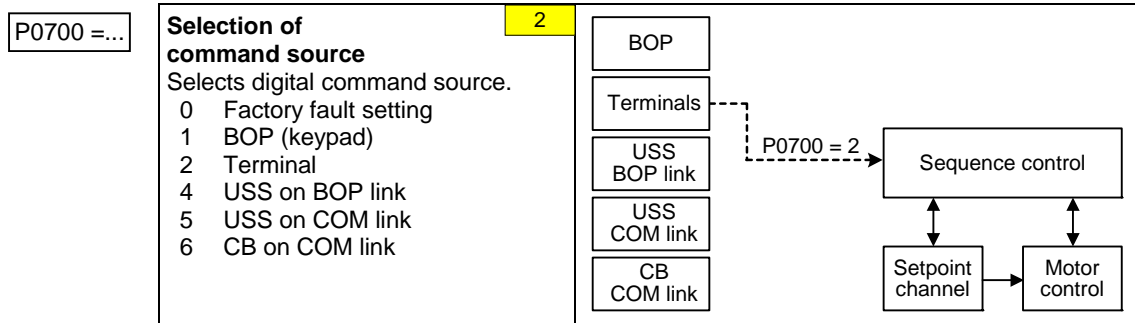 P0700 =...
Selection of
command source
2
Selects digital command source.
0 Factory fault setting
1 BOP (keypad)
2 Terminal
4 USS on BOP link
5 USS on COM link
6 CB on COM link
BOP
Terminals
USS
BOP link
USS
COM link
CB
COM link
P0700 = 2
Sequence control
Setpoint
channel
Motor
control